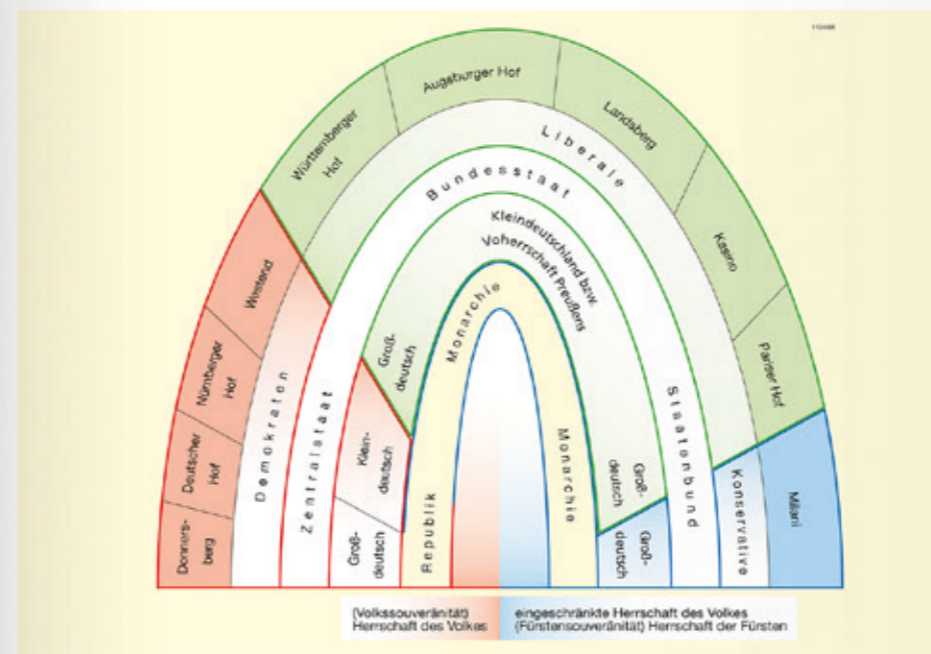 Augsburger Hof
Württemberger
Hof
Landsberg
Liberale
Bundesstaat
Kleindeutschland bzw.
Voherrschaft Preußens
Westend
Kasino
Monarchie
Nürnberger
Hof
Groß-
deutsch
Pariser Hof
Demokraten
Zentralstaat
Staatenbund
Deutscher
Hof
Klein-
deutsch
Monarchie
Groß-
deutsch
Konservative
Milani
Donners-
berg
Groß-
deutsch
Republik
Groß-
deutsch
(Volkssouveränität)
Herrschaft des Volkes
eingeschränkte Herrschaft des Volkes
(Fürstensouveränität) Herrschaft der Fürsten